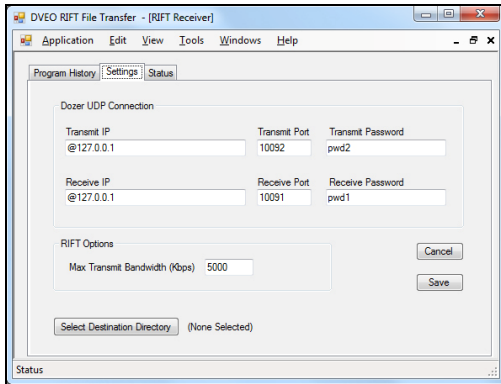 DVEO RIFT File Transfer - [RIFT Receiver]
Application Edit View Tools Windows Help
Program History Settings Status
Dozer UDP Connection
Transmit IP Transmit Port Transmit Password
@127.0.0.1 10092 pwd2
Receive IP Receive Port Receive Password
@127.0.0.1 10091 pwd1
RIFT Options
Max Transmit Bandwidth (Kbps) 5000
Cancel
Save
Select Destination Directory (None Selected)
Status